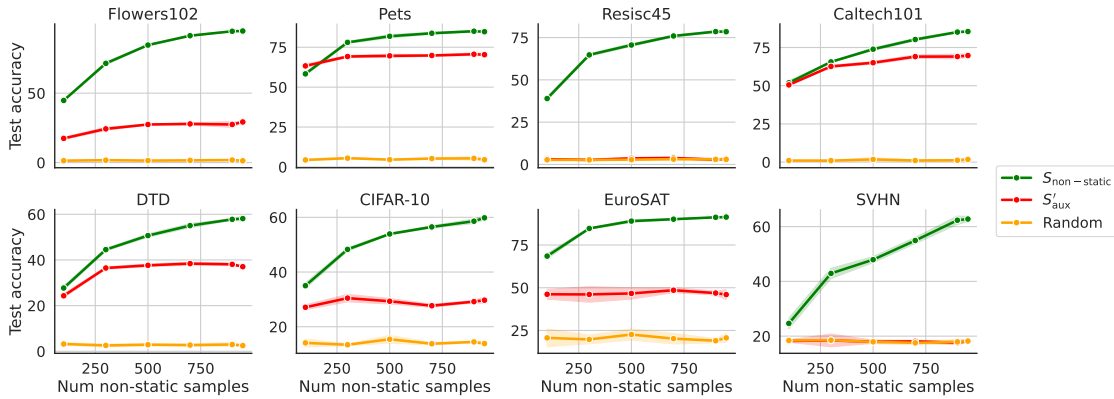 Flowers102
Pets
Resisc45
Caltech101
Test accuracy
50
0
75
50
25
0
75
50
25
0
75
50
25
0
DTD
CIFAR-10
EuroSAT
SVHN
Test accuracy
60
40
20
0
60
40
20
75
50
25
60
40
20
250 500 750
250 500 750
250 500 750
250 500 750
Num non-static samples
Num non-static samples
Num non-static samples
Num non-static samples
S_non−static
S′_aux
Random